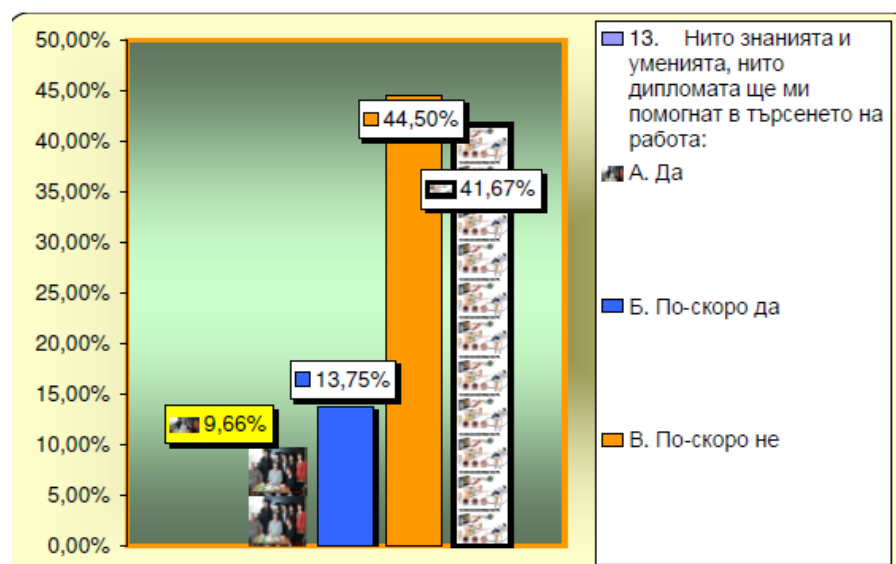 50,00%
45,00%
40,00%
35,00%
30,00%
25,00%
20,00%
15,00%
10,00%
5,00%
0,00%
44,50%
41,67%
13,75%
9,66%
13. Нито знанията и
уменията, нито
дипломата ще ми
помогнат в търсенето на
работа:
А. Да
Б. По-скоро да
В. По-скоро не